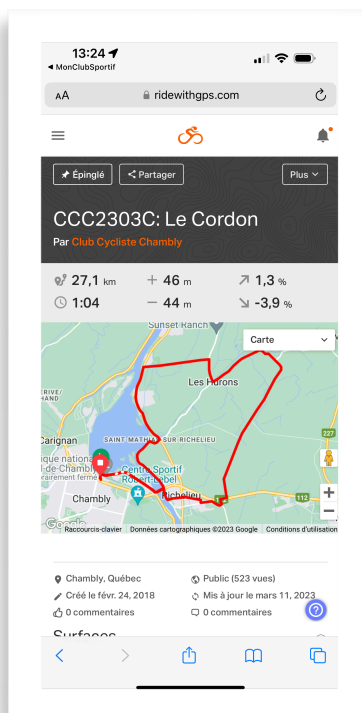 13:24
◀ MonClubSportif
AA
ridewithgps.com
Épinglé
Partager
Plus
CCC2303C: Le Cordon
Par Club Cycliste Chambly
27,1 km
+ 46 m
1,3 %
1:04
− 44 m
-3,9 %
Sunset Ranch
Carte
Les Hurons
Carignan
SAINT MATHIAS-SUR-RICHELIEU
227
de-Chambly
Centre Sportif
Robert-Lebel
Chambly
Richelieu
112
+
−
Google
Raccourcis-clavier
Données cartographiques ©2023 Google
Conditions d'utilisation
Chambly, Québec
Public (523 vues)
Créé le févr. 24, 2018
Mis à jour le mars 11, 2023
0 commentaires
0 commentaires
?
Surfaces